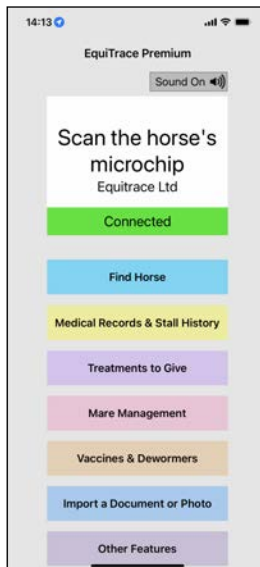 14:13
EquiTrace Premium
Sound On
Scan the horse's
microchip
Equitrace Ltd
Connected
Find Horse
Medical Records & Stall History
Treatments to Give
Mare Management
Vaccines & Dewormers
Import a Document or Photo
Other Features